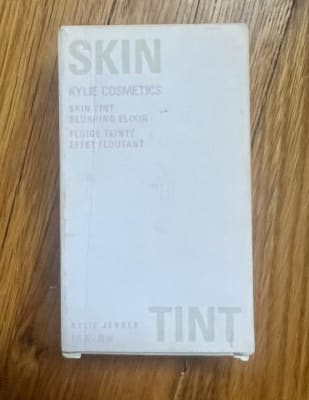 SKIN
KYLIE COSMETICS
SKIN TINT
BLURRING ELIXIR
FLUIDE TEINTÉ
EFFET FLOUTANT
KYLIE JENNER
TINT